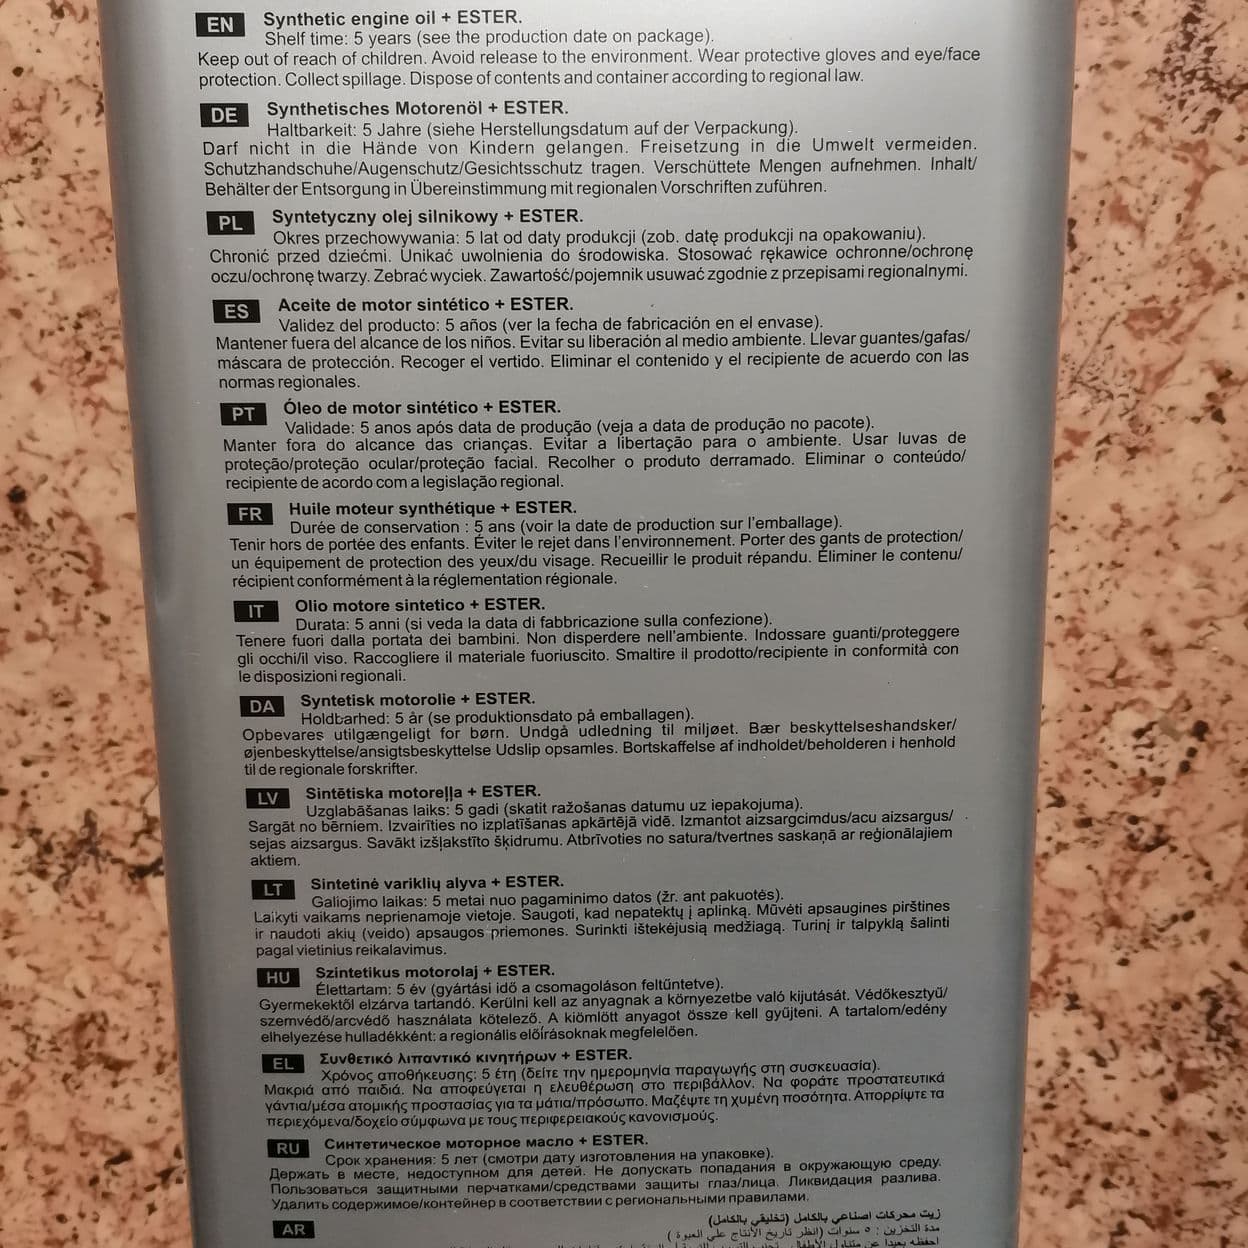 EN Synthetic engine oil + ESTER.
Shelf time: 5 years (see the production date on package).
Keep out of reach of children. Avoid release to the environment. Wear protective gloves and eye/face
protection. Collect spillage. Dispose of contents and container according to regional law.
DE Synthetisches Motorenöl + ESTER.
Haltbarkeit: 5 Jahre (siehe Herstellungsdatum auf der Verpackung).
Darf nicht in die Hände von Kindern gelangen. Freisetzung in die Umwelt vermeiden.
Schutzhandschuhe/Augenschutz/Gesichtsschutz tragen. Verschüttete Mengen aufnehmen. Inhalt/
Behälter der Entsorgung in Übereinstimmung mit regionalen Vorschriften zuführen.
PL Syntetyczny olej silnikowy + ESTER.
Okres przechowywania: 5 lat od daty produkcji (zob. datę produkcji na opakowaniu).
Chronić przed dziećmi. Unikać uwolnienia do środowiska. Stosować rękawice ochronne/ochronę
oczu/ochronę twarzy. Zebrać wyciek. Zawartość/pojemnik usuwać zgodnie z przepisami regionalnymi.
ES Aceite de motor sintético + ESTER.
Validez del producto: 5 años (ver la fecha de fabricación en el envase).
Mantener fuera del alcance de los niños. Evitar su liberación al medio ambiente. Llevar guantes/gafas/
máscara de protección. Recoger el vertido. Eliminar el contenido y el recipiente de acuerdo con las
normas regionales.
PT Óleo de motor sintético + ESTER.
Validade: 5 anos após data de produção (veja a data de produção no pacote).
Manter fora do alcance das crianças. Evitar a libertação para o ambiente. Usar luvas de
proteção/proteção ocular/proteção facial. Recolher o produto derramado. Eliminar o conteúdo/
recipiente de acordo com a legislação regional.
FR Huile moteur synthétique + ESTER.
Durée de conservation : 5 ans (voir la date de production sur l'emballage).
Tenir hors de portée des enfants. Éviter le rejet dans l'environnement. Porter des gants de protection/
un équipement de protection des yeux/du visage. Recueillir le produit répandu. Éliminer le contenu/
récipient conformément à la réglementation régionale.
IT Olio motore sintetico + ESTER.
Durata: 5 anni (si veda la data di fabbricazione sulla confezione).
Tenere fuori dalla portata dei bambini. Non disperdere nell'ambiente. Indossare guanti/proteggere
gli occhi/il viso. Raccogliere il materiale fuoriuscito. Smaltire il prodotto/recipiente in conformità con
le disposizioni regionali.
DA Syntetisk motorolie + ESTER.
Holdbarhed: 5 år (se produktionsdato på emballagen).
Opbevares utilgængeligt for børn. Undgå udledning til miljøet. Bær beskyttelseshandsker/
øjenbeskyttelse/ansigtsbeskyttelse Udslip opsamles. Bortskaffelse af indholdet/beholderen i henhold
til de regionale forskrifter.
LV Sintētiska motoreļļa + ESTER.
Uzglabāšanas laiks: 5 gadi (skatit ražošanas datumu uz iepakojuma).
Sargāt no bērniem. Izvairīties no izplatīšanas apkārtējā vidē. Izmantot aizsargcimdus/acu aizsargus/
sejas aizsargus. Savākt izšļakstīto šķidrumu. Atbrīvoties no satura/tvertnes saskaņā ar reģionālajiem
aktiem.
LT Sintetinė variklių alyva + ESTER.
Galiojimo laikas: 5 metai nuo pagaminimo datos (žr. ant pakuotės).
Laikyti vaikams neprienamoje vietoje. Saugoti, kad nepatektų į aplinką. Mūvėti apsaugines pirštines
ir naudoti akių (veido) apsaugos priemones. Surinkti ištekėjusią medžiagą. Turinį ir talpyklą šalinti
pagal vietinius reikalavimus.
HU Szintetikus motorolaj + ESTER.
Élettartam: 5 év (gyártási idő a csomagoláson feltűntetve).
Gyermekektől elzárva tartandó. Kerülni kell az anyagnak a környezetbe való kijutását. Védőkesztyű/
szemvédő/arcvédő használata kötelező. A kiömlött anyagot össze kell gyűjteni. A tartalom/edény
elhelyezése hulladékként: a regionális előírásoknak megfelelően.
EL Συνθετικό λιπαντικό κινητήρων + ESTER.
Χρόνος αποθήκευσης: 5 έτη (δείτε την ημερομηνία παραγωγής στη συσκευασία).
Μακριά από παιδιά. Να αποφεύγεται η ελευθέρωση στο περιβάλλον. Να φοράτε προστατευτικά
γάντια/μέσα ατομικής προστασίας για τα μάτια/πρόσωπο. Μαζέψτε τη χυμένη ποσότητα. Απορρίψτε τα
περιεχόμενα/δοχείο σύμφωνα με τους περιφερειακούς κανονισμούς.
RU Синтетическое моторное масло + ESTER.
Срок хранения: 5 лет (смотри дату изготовления на упаковке).
Держать в месте, недоступном для детей. Не допускать попадания в окружающую среду.
Пользоваться защитными перчатками/средствами защиты глаз/лица. Ликвидация разлива.
Удалить содержимое/контейнер в соответствии с региональными правилами.
AR زيت محركات اصناعي بالكامل (تخليقي بالكامل)
مدة التخزين: ٥ سنوات (انظر تاريخ الأنتاج علي العبوة )
احفظه بعيدا عن متناول الأطفال.